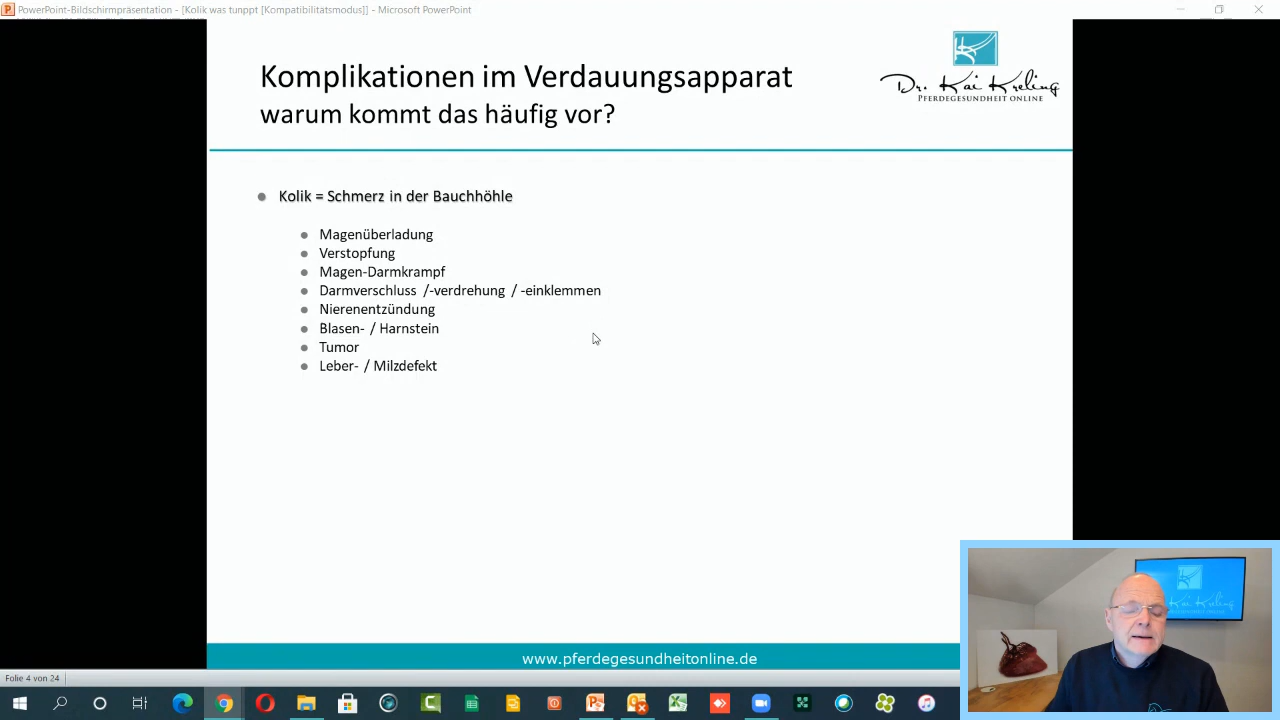 PowerPoint-Bildschirmpräsentation - [Kolik was tunppt [Kompatibilitätsmodus]] - Microsoft PowerPoint
Komplikationen im Verdauungsapparat
warum kommt das häufig vor?
Dr. Kai Kreling
PFERDEGESUNDHEIT ONLINE
Kolik = Schmerz in der Bauchhöhle
Magenüberladung
Verstopfung
Magen-Darmkrampf
Darmverschluss /-verdrehung / -einklemmen
Nierenentzündung
Blasen- / Harnstein
Tumor
Leber- / Milzdefekt
www.pferdegesundheitonline.de
Folie 4 von 24
Kai Kreling